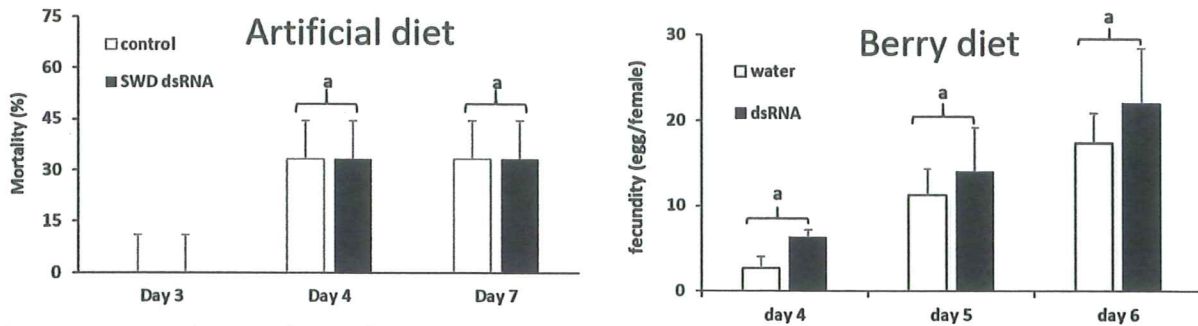 Artificial diet
75
60
45
30
15
0
Mortality (%)
control
SWD dsRNA
a
a
Day 3
Day 4
Day 7
Berry diet
30
20
10
0
fecundity (egg/female)
water
dsRNA
a
a
a
day 4
day 5
day 6